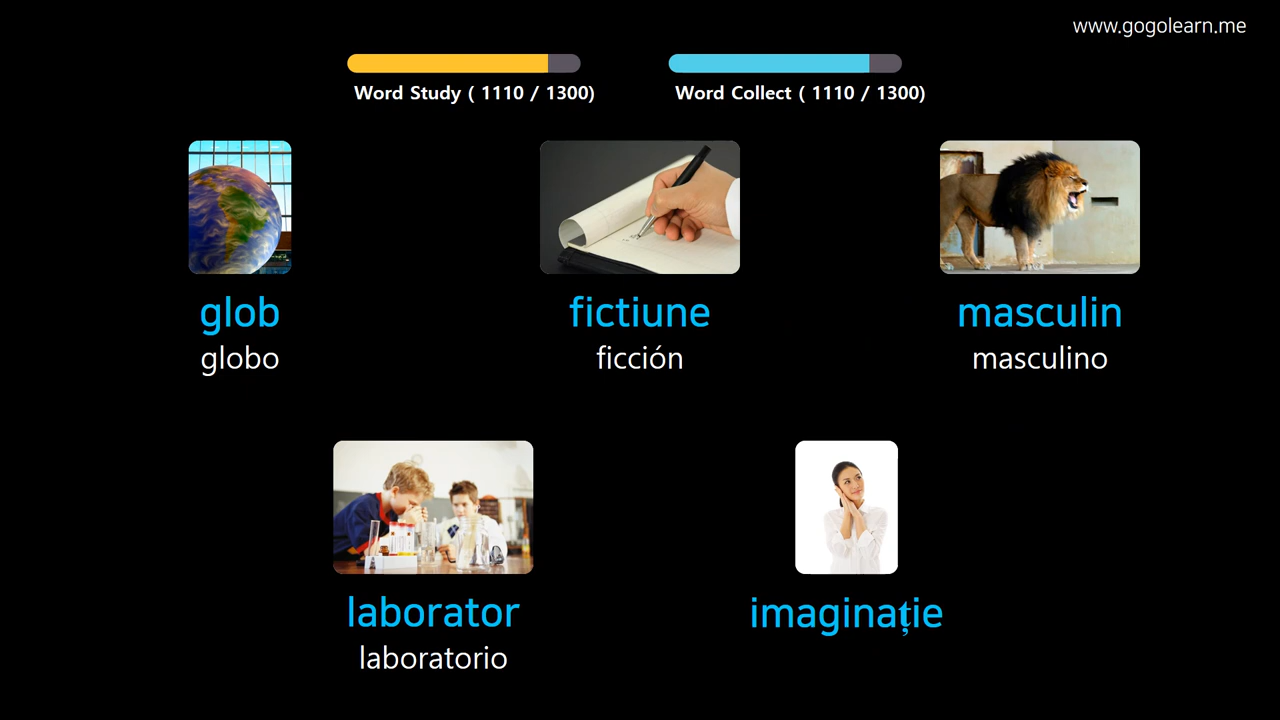 www.gogolearn.me
Word Study ( 1110 / 1300)
Word Collect ( 1110 / 1300)
glob
globo
fictiune
ficción
masculin
masculino
laborator
laboratorio
imaginație